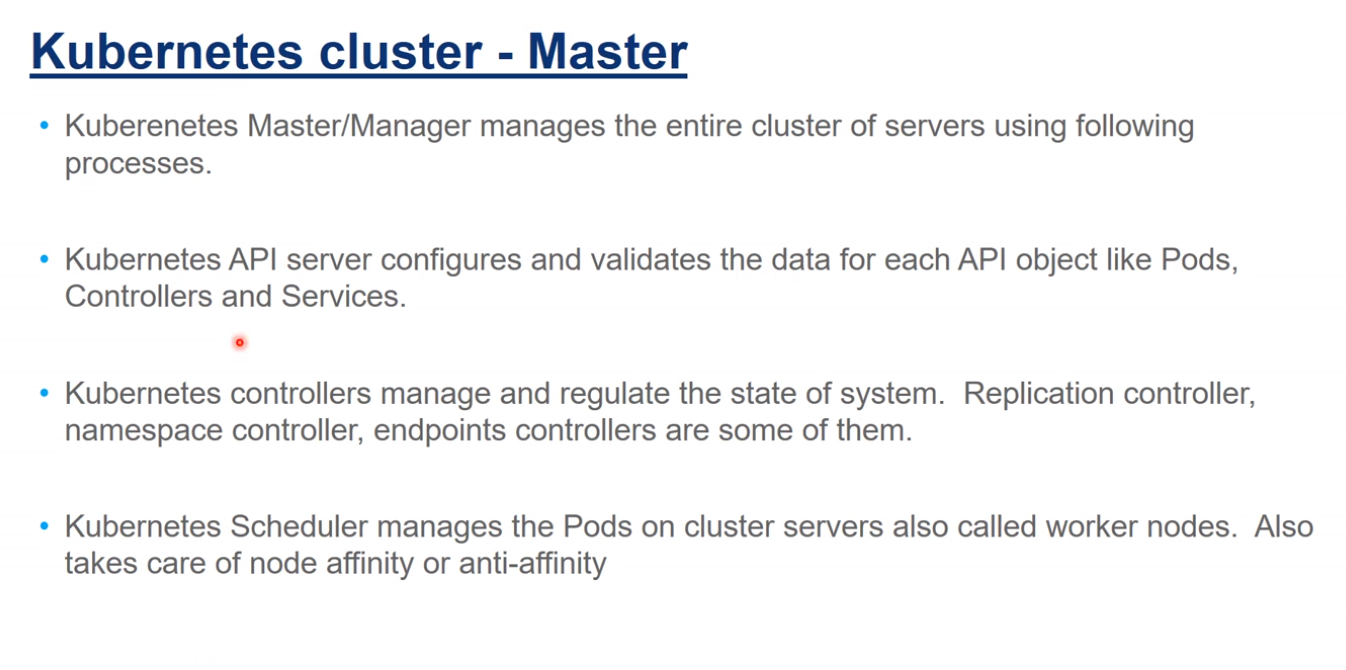 Kubernetes cluster - Master
• Kuberenetes Master/Manager manages the entire cluster of servers using following
processes.
• Kubernetes API server configures and validates the data for each API object like Pods,
Controllers and Services.
• Kubernetes controllers manage and regulate the state of system.  Replication controller,
namespace controller, endpoints controllers are some of them.
• Kubernetes Scheduler manages the Pods on cluster servers also called worker nodes.  Also
takes care of node affinity or anti-affinity